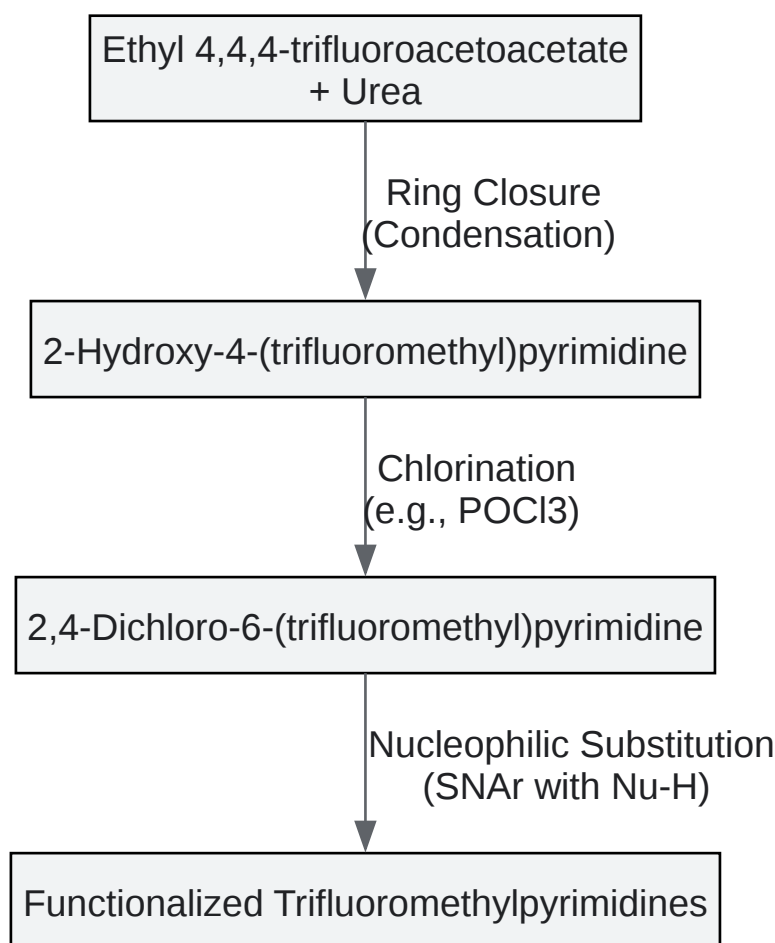 Ethyl 4,4,4-trifluoroacetoacetate
+ Urea
Ring Closure
(Condensation)
2-Hydroxy-4-(trifluoromethyl)pyrimidine
Chlorination
(e.g., POCl3)
2,4-Dichloro-6-(trifluoromethyl)pyrimidine
Nucleophilic Substitution
(SNAr with Nu-H)
Functionalized Trifluoromethylpyrimidines